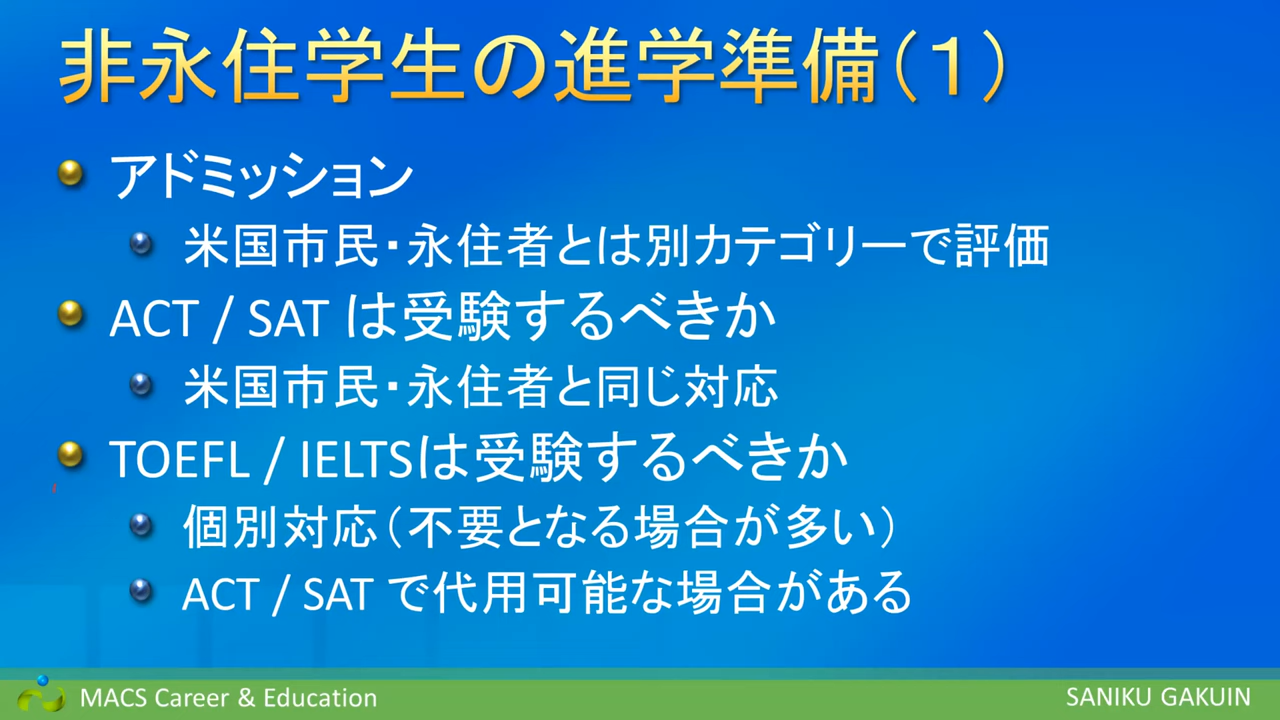 非永住学生の進学準備（１）
アドミッション
米国市民・永住者とは別カテゴリーで評価
ACT / SAT は受験するべきか
米国市民・永住者と同じ対応
TOEFL / IELTSは受験するべきか
個別対応（不要となる場合が多い）
ACT / SAT で代用可能な場合がある
MACS Career & Education
SANIKU GAKUIN